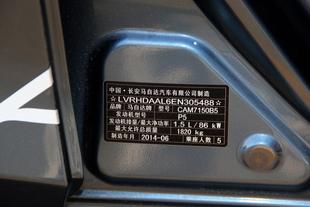 中国·长安马自达汽车有限公司制造
☆LVRHDAAL6EN305488☆
品牌 马自达 型号 CAM7150B5
发动机型号 P5
发动机排量/最大净功率 1.5 L/ 86 kW
最大允许总质量 1820 kg
制造年月 2014-06 乘座人数 5